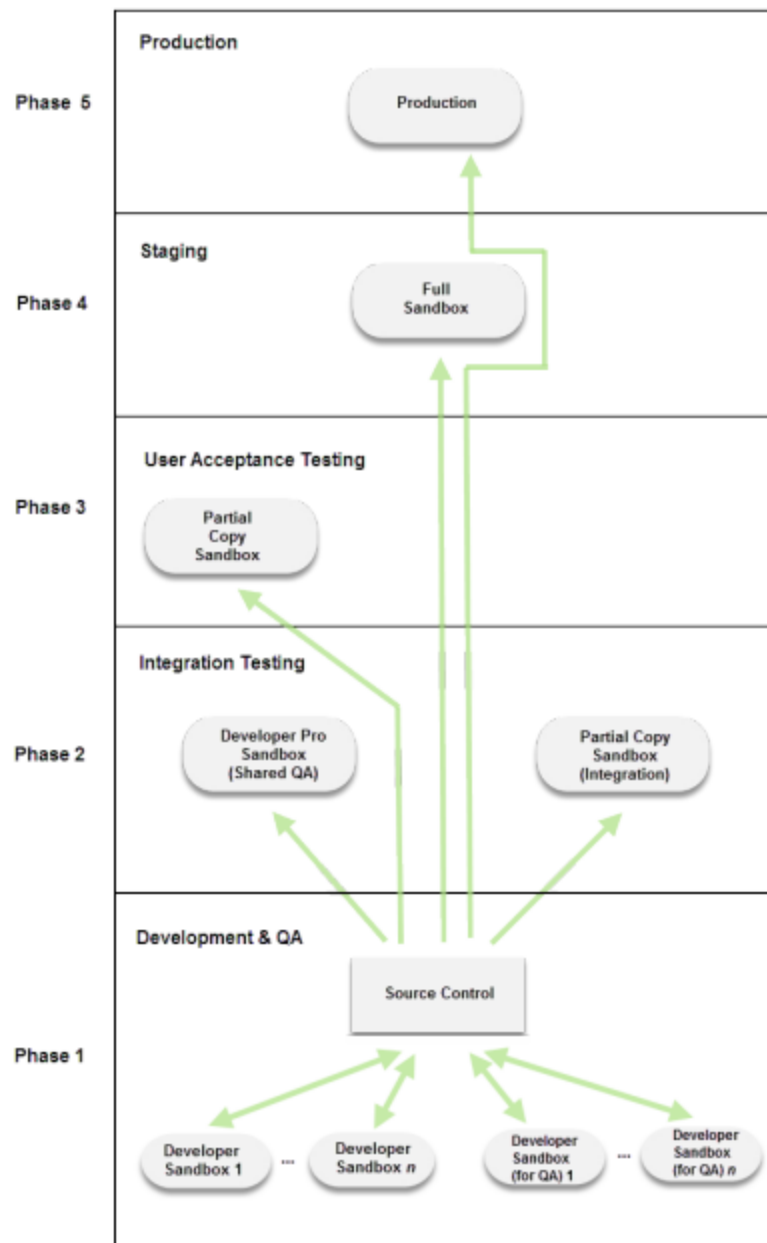 Production
Phase 5
Production
Staging
Phase 4
Full
Sandbox
User Acceptance Testing
Phase 3
Partial
Copy
Sandbox
Integration Testing
Phase 2
Developer Pro
Sandbox
(Shared QA)
Partial Copy
Sandbox
(Integration)
Development & QA
Source Control
Phase 1
Developer
Sandbox 1
...
Developer
Sandbox n
Developer
Sandbox
(for QA) 1
...
Developer
Sandbox
(for QA) n